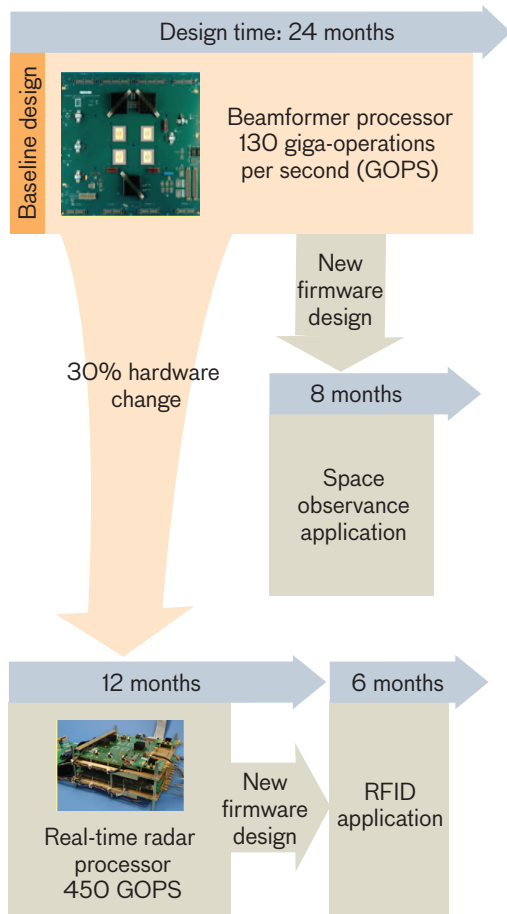 Design time: 24 months
Baseline design
Beamformer processor
130 giga-operations
per second (GOPS)
New
firmware
design
30% hardware
change
8 months
Space
observance
application
12 months
6 months
Real-time radar
processor
450 GOPS
New
firmware
design
RFID
application